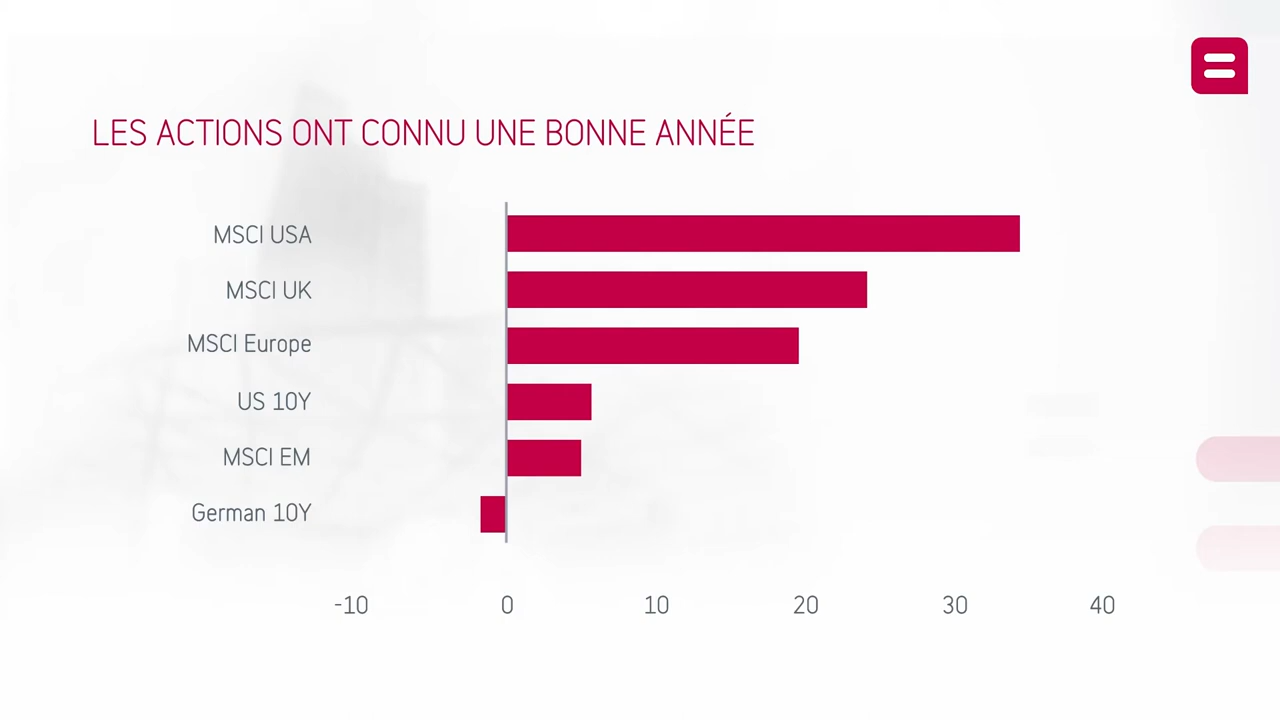 LES ACTIONS ONT CONNU UNE BONNE ANNÉE
MSCI USA
MSCI UK
MSCI Europe
US 10Y
MSCI EM
German 10Y
-10 0 10 20 30 40